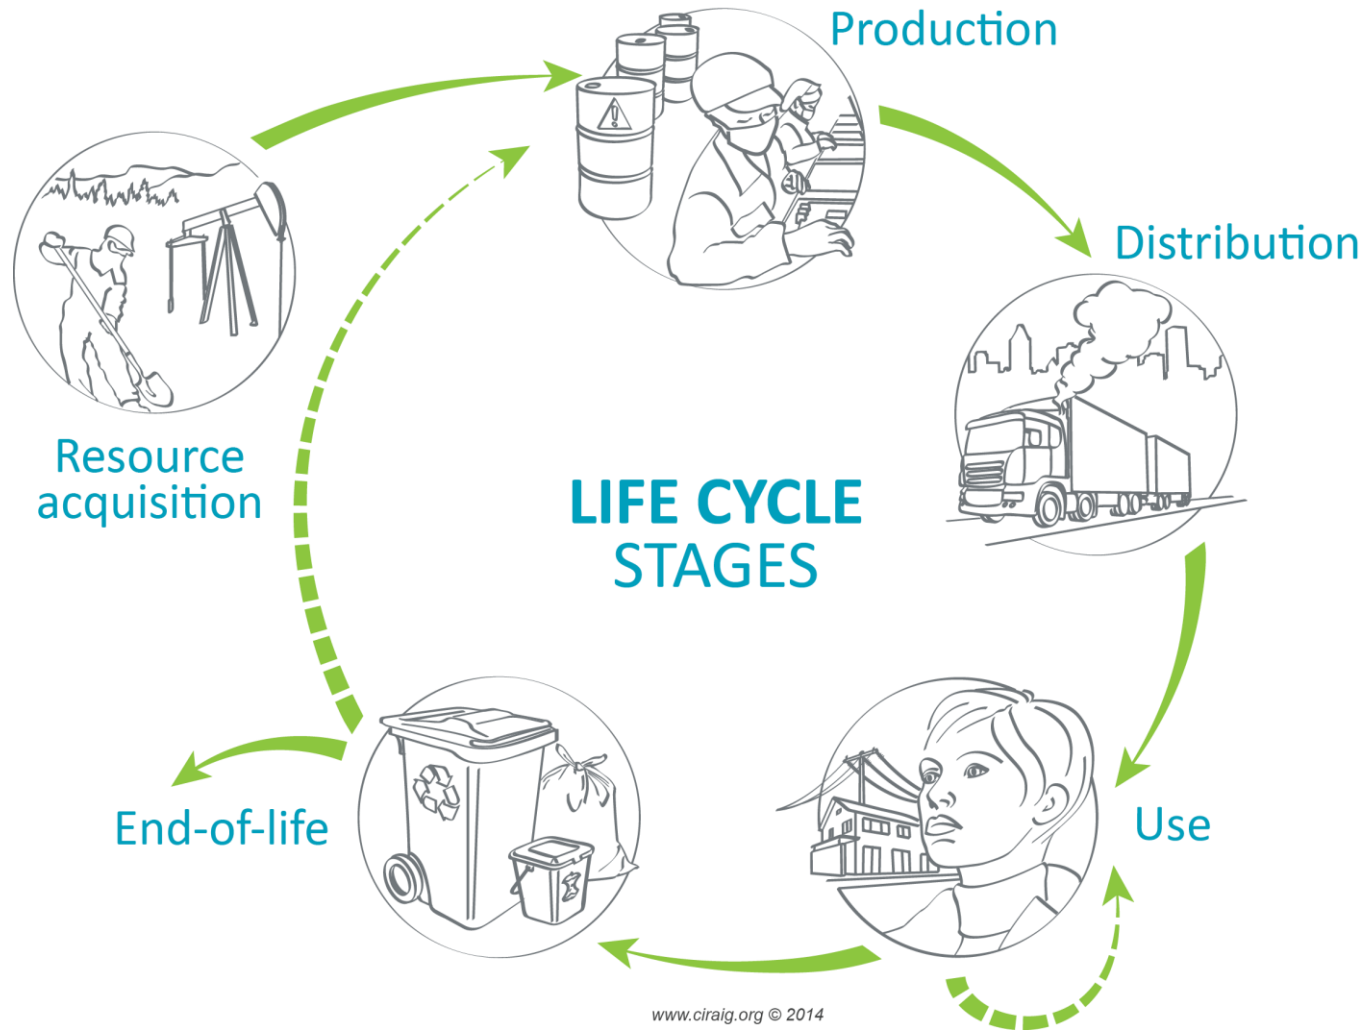 Production
Distribution
Resource
acquisition
LIFE CYCLE
STAGES
End-of-life
Use
www.ciraig.org © 2014